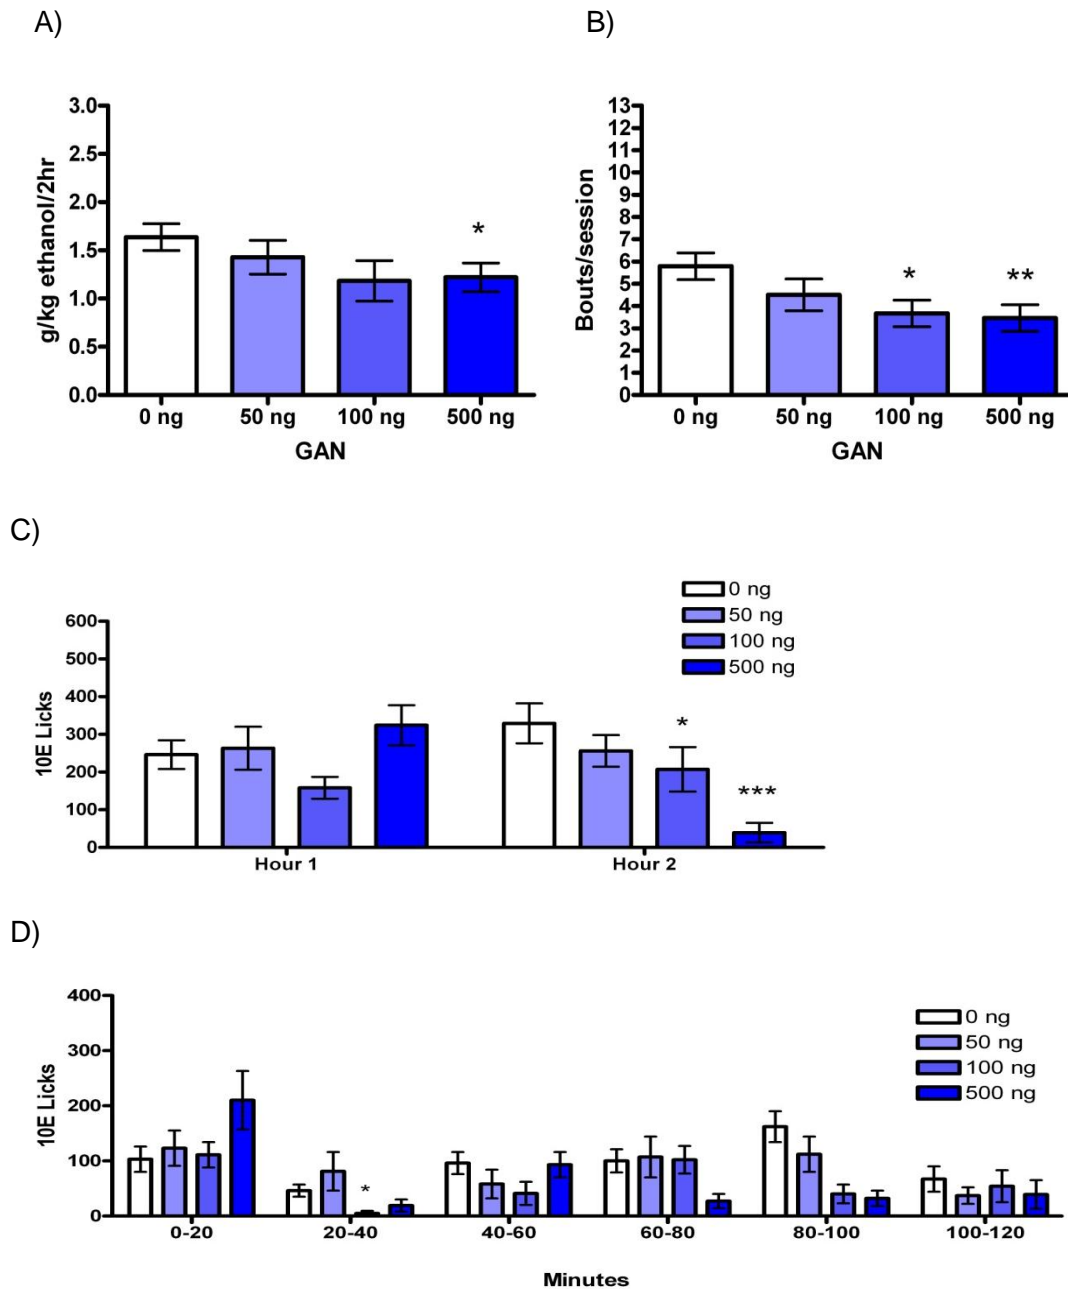 A)
B)
3.0
2.5
2.0
1.5
1.0
0.5
0.0
g/kg ethanol/2hr
*
0 ng 50 ng 100 ng 500 ng
GAN
13
12
11
10
9
8
7
6
5
4
3
2
1
0
Bouts/session
* **
0 ng 50 ng 100 ng 500 ng
GAN
C)
0 ng
50 ng
100 ng
500 ng
600
500
400
300
200
100
0
10E Licks
*
***
Hour 1 Hour 2
D)
400
300
200
100
0
10E Licks
0 ng
50 ng
100 ng
500 ng
*
0-20 20-40 40-60 60-80 80-100 100-120
Minutes